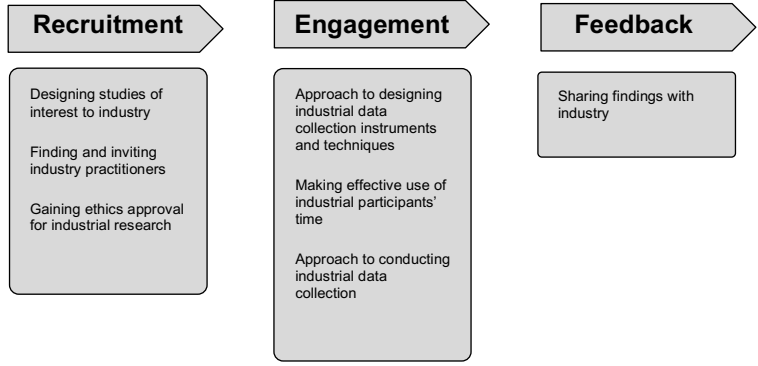 Recruitment
Designing studies of
interest to industry
Finding and inviting
industry practitioners
Gaining ethics approval
for industrial research
Engagement
Approach to designing
industrial data
collection instruments
and techniques
Making effective use of
industrial participants’
time
Approach to conducting
industrial data
collection
Feedback
Sharing findings with
industry